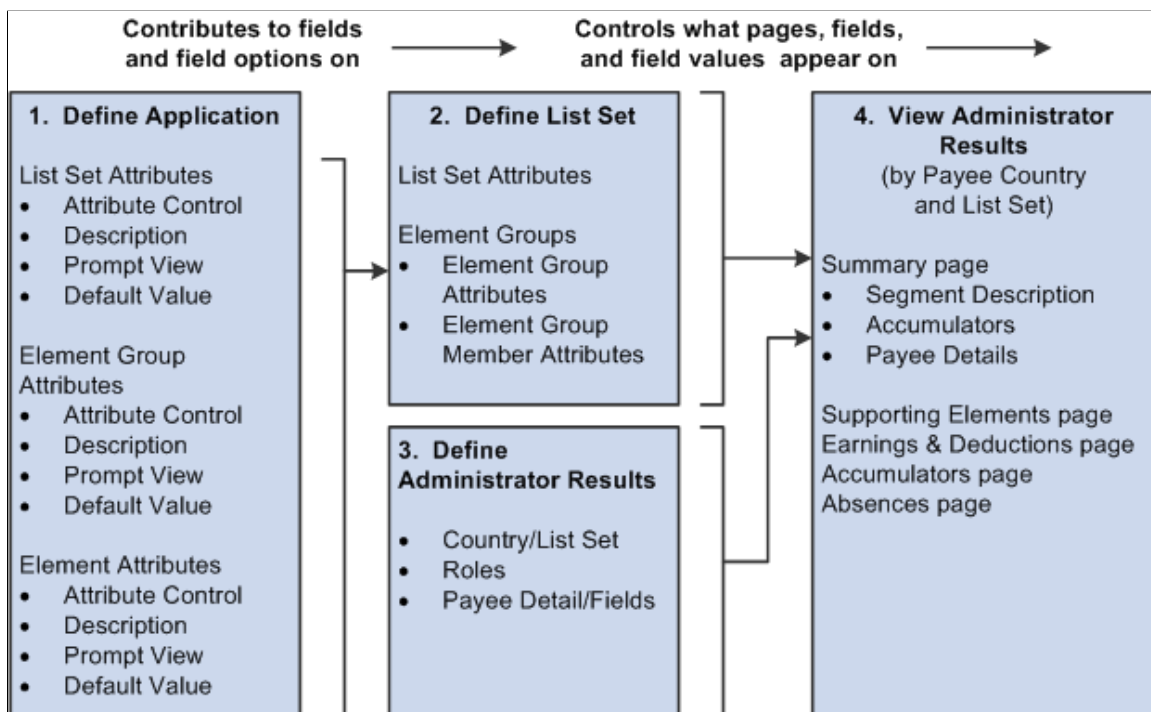 Contributes to fields
and field options on
Controls what pages, fields,
and field values appear on
1. Define Application
List Set Attributes
• Attribute Control
• Description
• Prompt View
• Default Value
Element Group
Attributes
• Attribute Control
• Description
• Prompt View
• Default Value
Element Attributes
• Attribute Control
• Description
• Prompt View
• Default Value
2. Define List Set
List Set Attributes
Element Groups
• Element Group
Attributes
• Element Group
Member Attributes
3. Define
Administrator Results
• Country/List Set
• Roles
• Payee Detail/Fields
4. View Administrator
Results
(by Payee Country
and List Set)
Summary page
• Segment Description
• Accumulators
• Payee Details
Supporting Elements page
Earnings & Deductions page
Accumulators page
Absences page